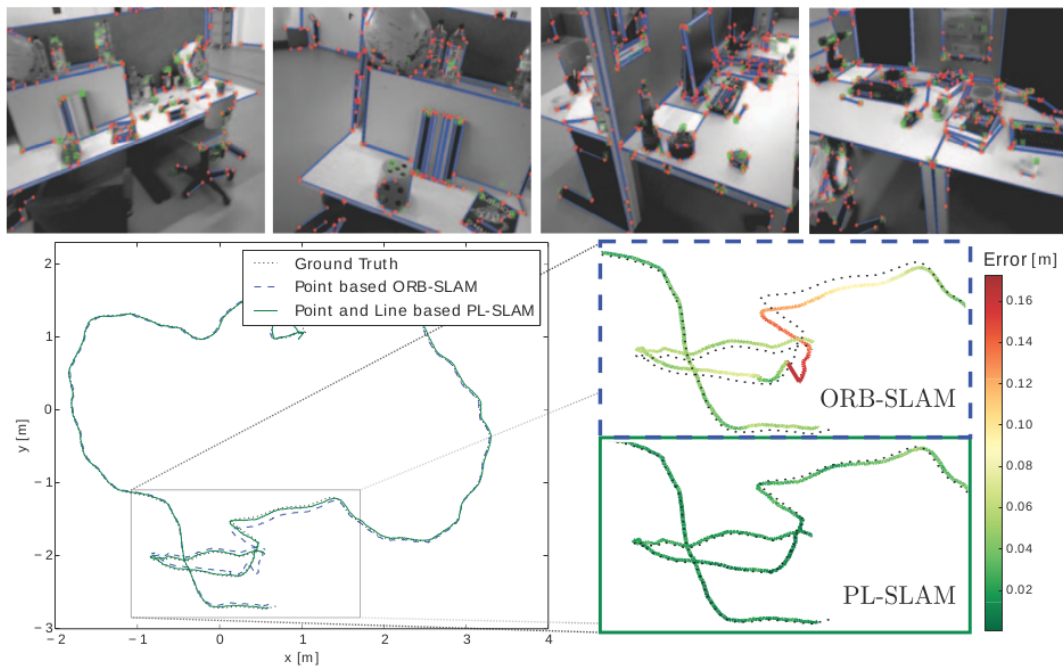 Ground Truth
Point based ORB-SLAM
Point and Line based PL-SLAM
2
1
0
−1
−2
−3
y [m]
−2
−1
0
1
2
3
4
x [m]
ORB-SLAM
PL-SLAM
Error [m]
0.16
0.14
0.12
0.10
0.08
0.06
0.04
0.02